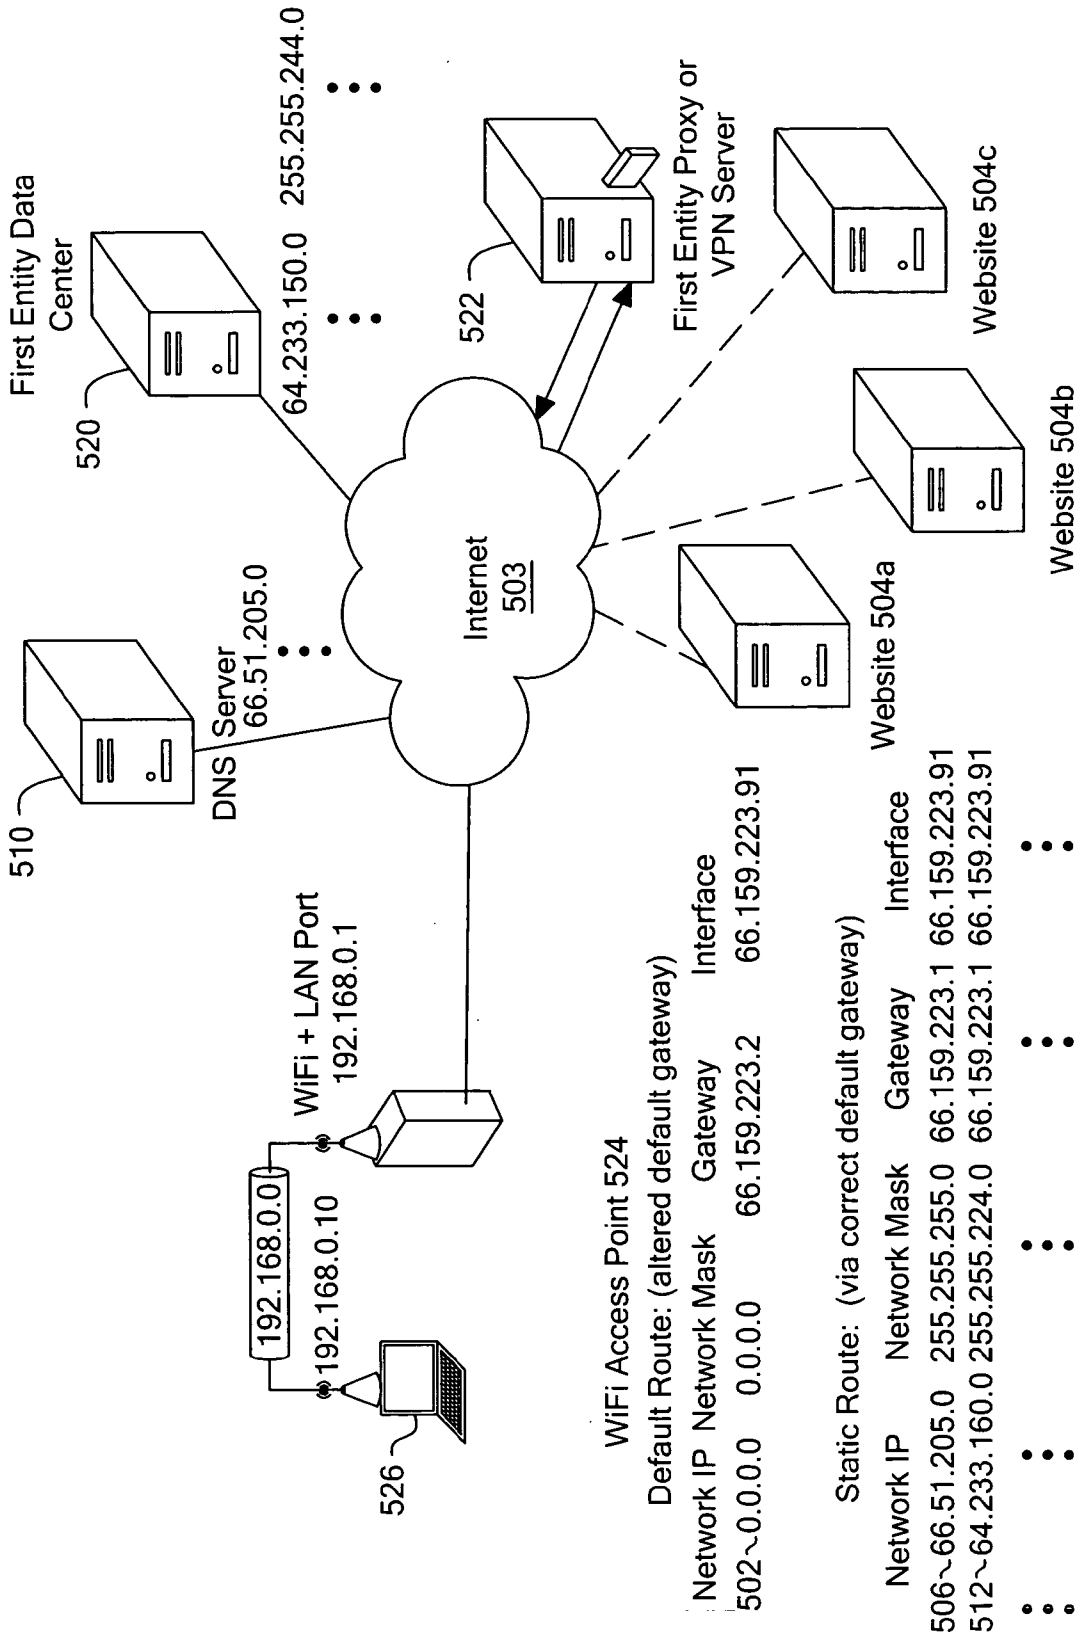 510
DNS Server
66.51.205.0
520
First Entity Data
Center
64.233.150.0 255.255.244.0
522
First Entity Proxy or
VPN Server
Internet
503
Website 504a
Website 504b
Website 504c
192.168.0.0
192.168.0.10
526
WiFi + LAN Port
192.168.0.1
WiFi Access Point 524
Default Route: (altered default gateway)
Network IP Network Mask Gateway Interface
502~0.0.0.0 0.0.0.0 66.159.223.2 66.159.223.91
Static Route: (via correct default gateway)
Network IP Network Mask Gateway Interface
506~66.51.205.0 255.255.255.0 66.159.223.1 66.159.223.91
512~64.233.160.0 255.255.224.0 66.159.223.1 66.159.223.91